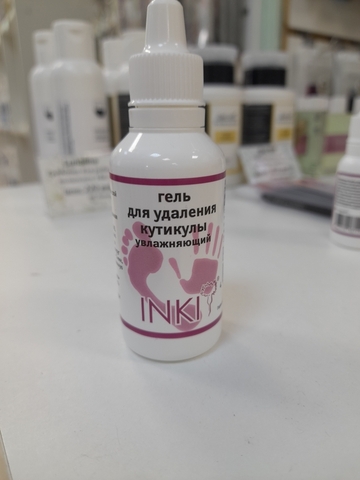 гель
для удаления
кутикулы
увлажняющий
INKI